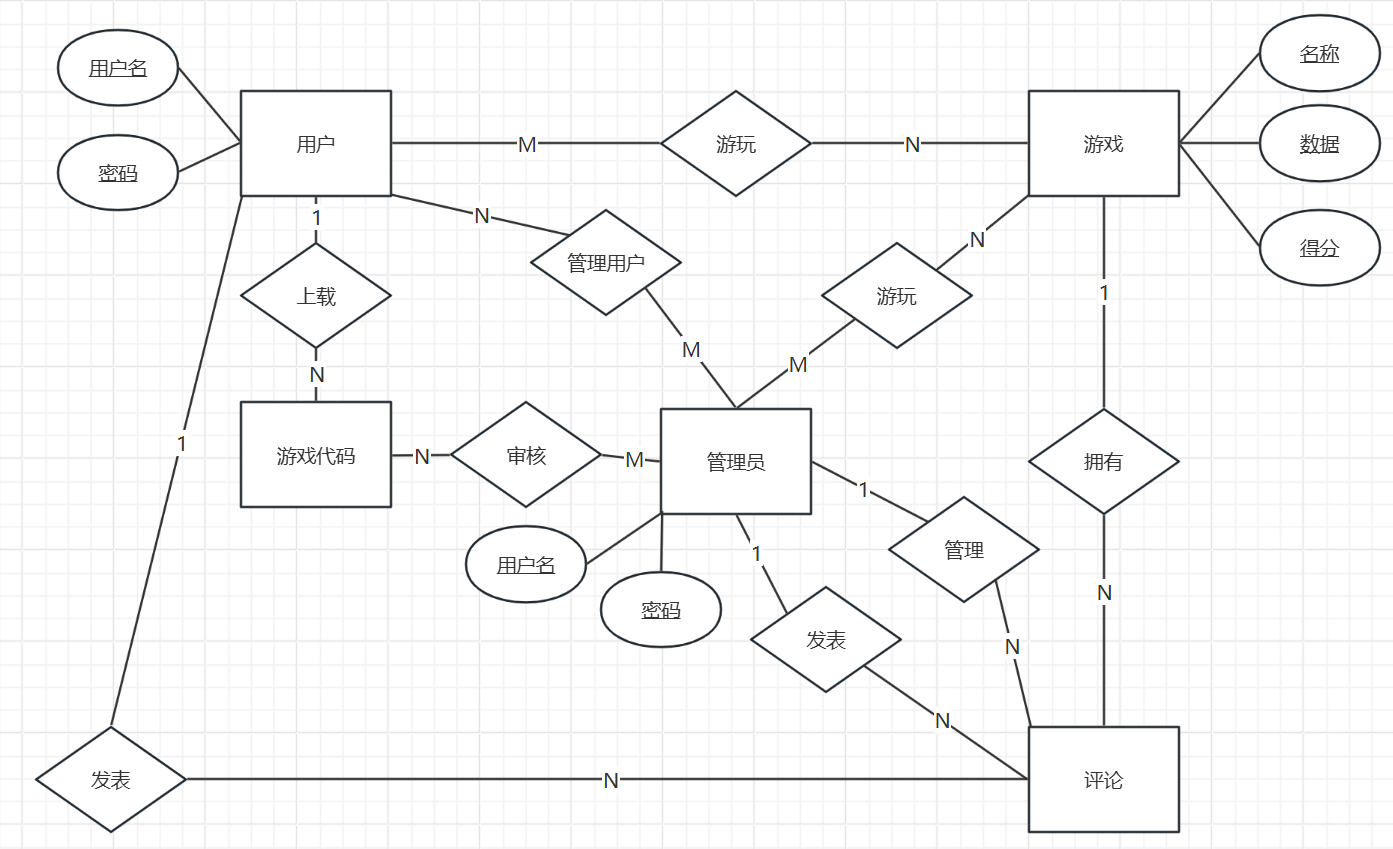 用户名
密码
用户
M
游玩
N
游戏
名称
数据
得分
1
上载
N
N
管理用户
M
N
游玩
M
1
1
游戏代码
N
审核
M
管理员
用户名
密码
1
管理
N
1
发表
N
拥有
N
发表
N
评论